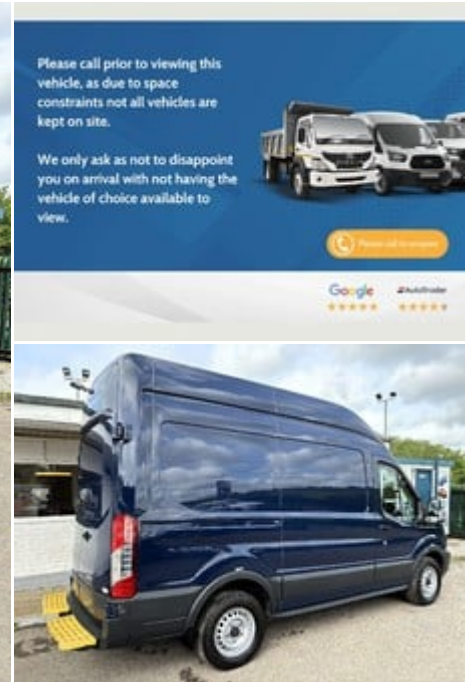 Please call prior to viewing this
vehicle, as due to space
constraints not all vehicles are
kept on site.
We only ask as not to disappoint
you on arrival with not having the
vehicle of choice available to
view.
Please call to enquire
Google
AutoTrader